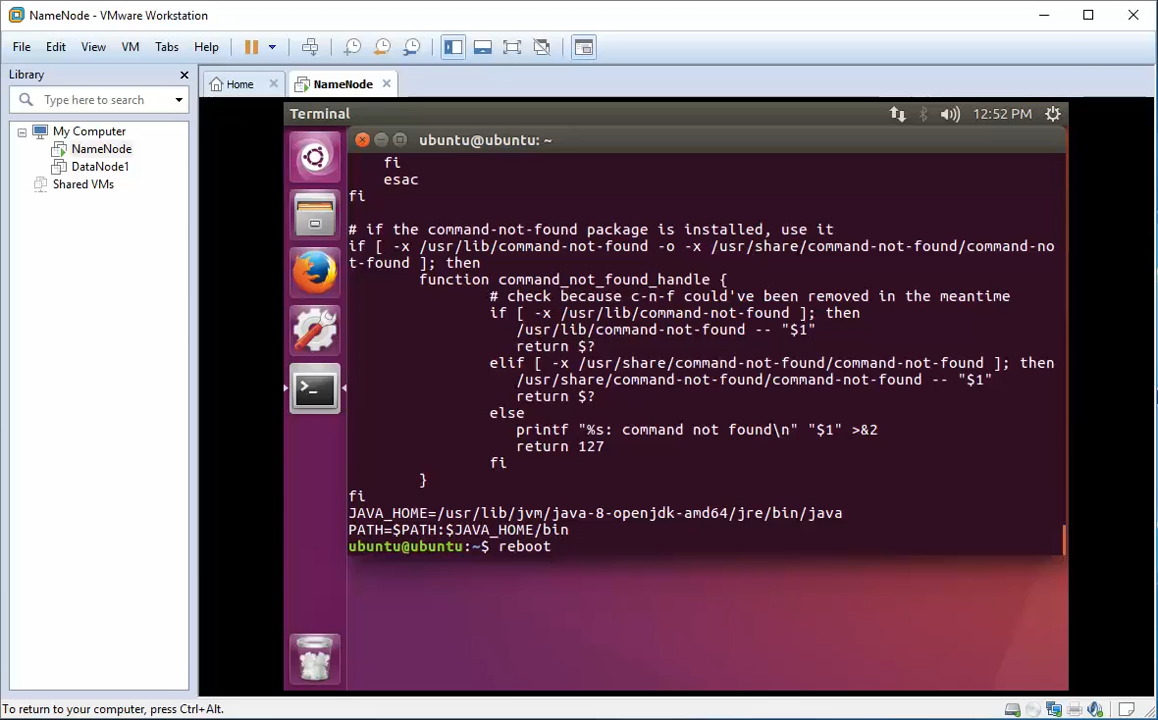 NameNode - VMware Workstation
File Edit View VM Tabs Help
Library
Type here to search
My Computer
NameNode
DataNode1
Shared VMs
Home
NameNode
Terminal
12:52 PM
ubuntu@ubuntu: ~
fi
esac
fi
# if the command-not-found package is installed, use it
if [ -x /usr/lib/command-not-found -o -x /usr/share/command-not-found/command-no
t-found ]; then
function command_not_found_handle {
# check because c-n-f could've been removed in the meantime
if [ -x /usr/lib/command-not-found ]; then
/usr/lib/command-not-found -- "$1"
return $?
elif [ -x /usr/share/command-not-found/command-not-found ]; then
/usr/share/command-not-found/command-not-found -- "$1"
return $?
else
printf "%s: command not found\n" "$1" >&2
return 127
fi
}
fi
JAVA_HOME=/usr/lib/jvm/java-8-openjdk-amd64/jre/bin/java
PATH=$PATH:$JAVA_HOME/bin
ubuntu@ubuntu:~$ reboot
To return to your computer, press Ctrl+Alt.